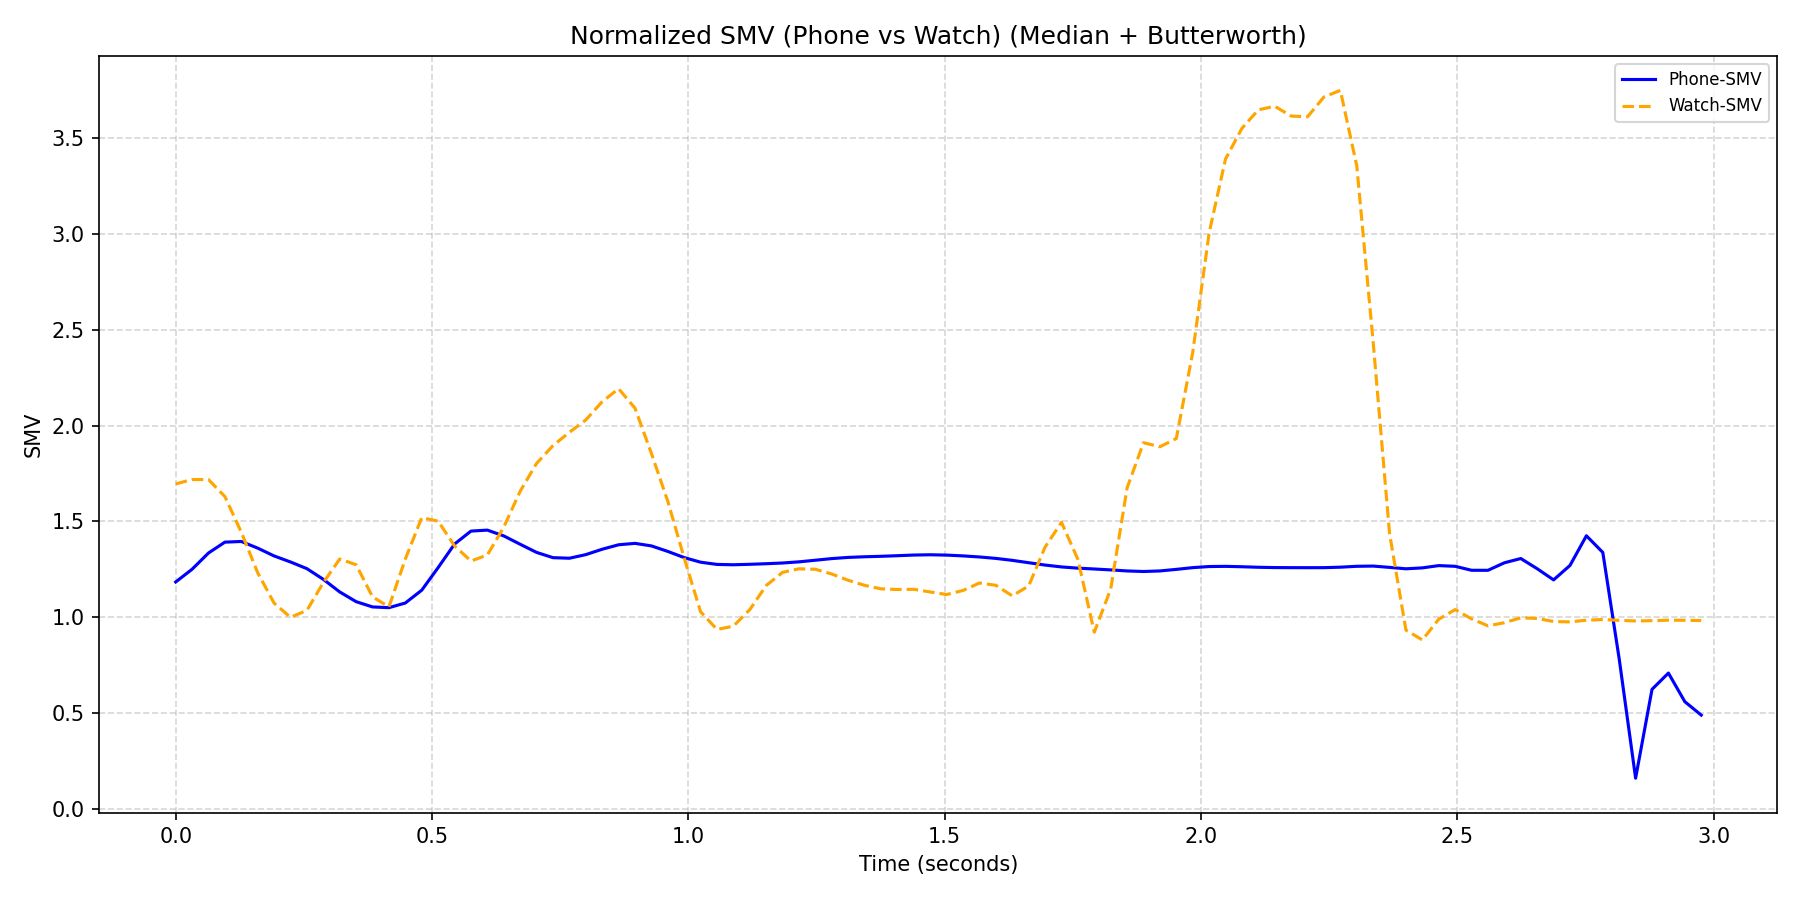 Normalized SMV (Phone vs Watch) (Median + Butterworth)
Phone-SMV
Watch-SMV
SMV
3.5
3.0
2.5
2.0
1.5
1.0
0.5
0.0
0.0 0.5 1.0 1.5 2.0 2.5 3.0
Time (seconds)